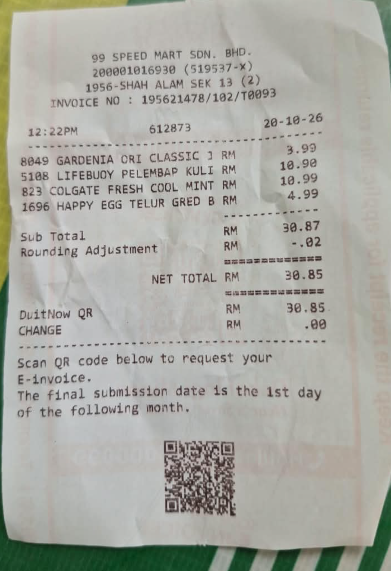 99 SPEED MART SDN. BHD.
200001016930 (519537-X)
1956-SHAH ALAM SEK 13 (2)
INVOICE NO : 195621478/102/T0093
12:22PM 612873 20-10-26
8049 GARDENIA ORI CLASSIC J RM 3.99
5108 LIFEBUOY PELEMBAP KULI RM 10.90
823 COLGATE FRESH COOL MINT RM 10.99
1696 HAPPY EGG TELUR GRED B RM 4.99
Sub Total RM 30.87
Rounding Adjustment RM -.02
NET TOTAL RM 30.85
DuitNow QR RM 30.85
CHANGE RM .00
Scan QR code below to request your
E-invoice.
The final submission date is the 1st day
of the following month.